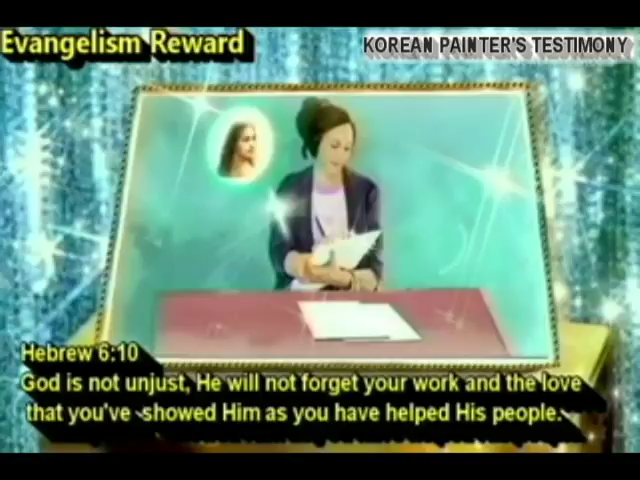 Evangelism Reward
KOREAN PAINTER'S TESTIMONY
Hebrew 6:10
God is not unjust, He will not forget your work and the love
that you've showed Him as you have helped His people.